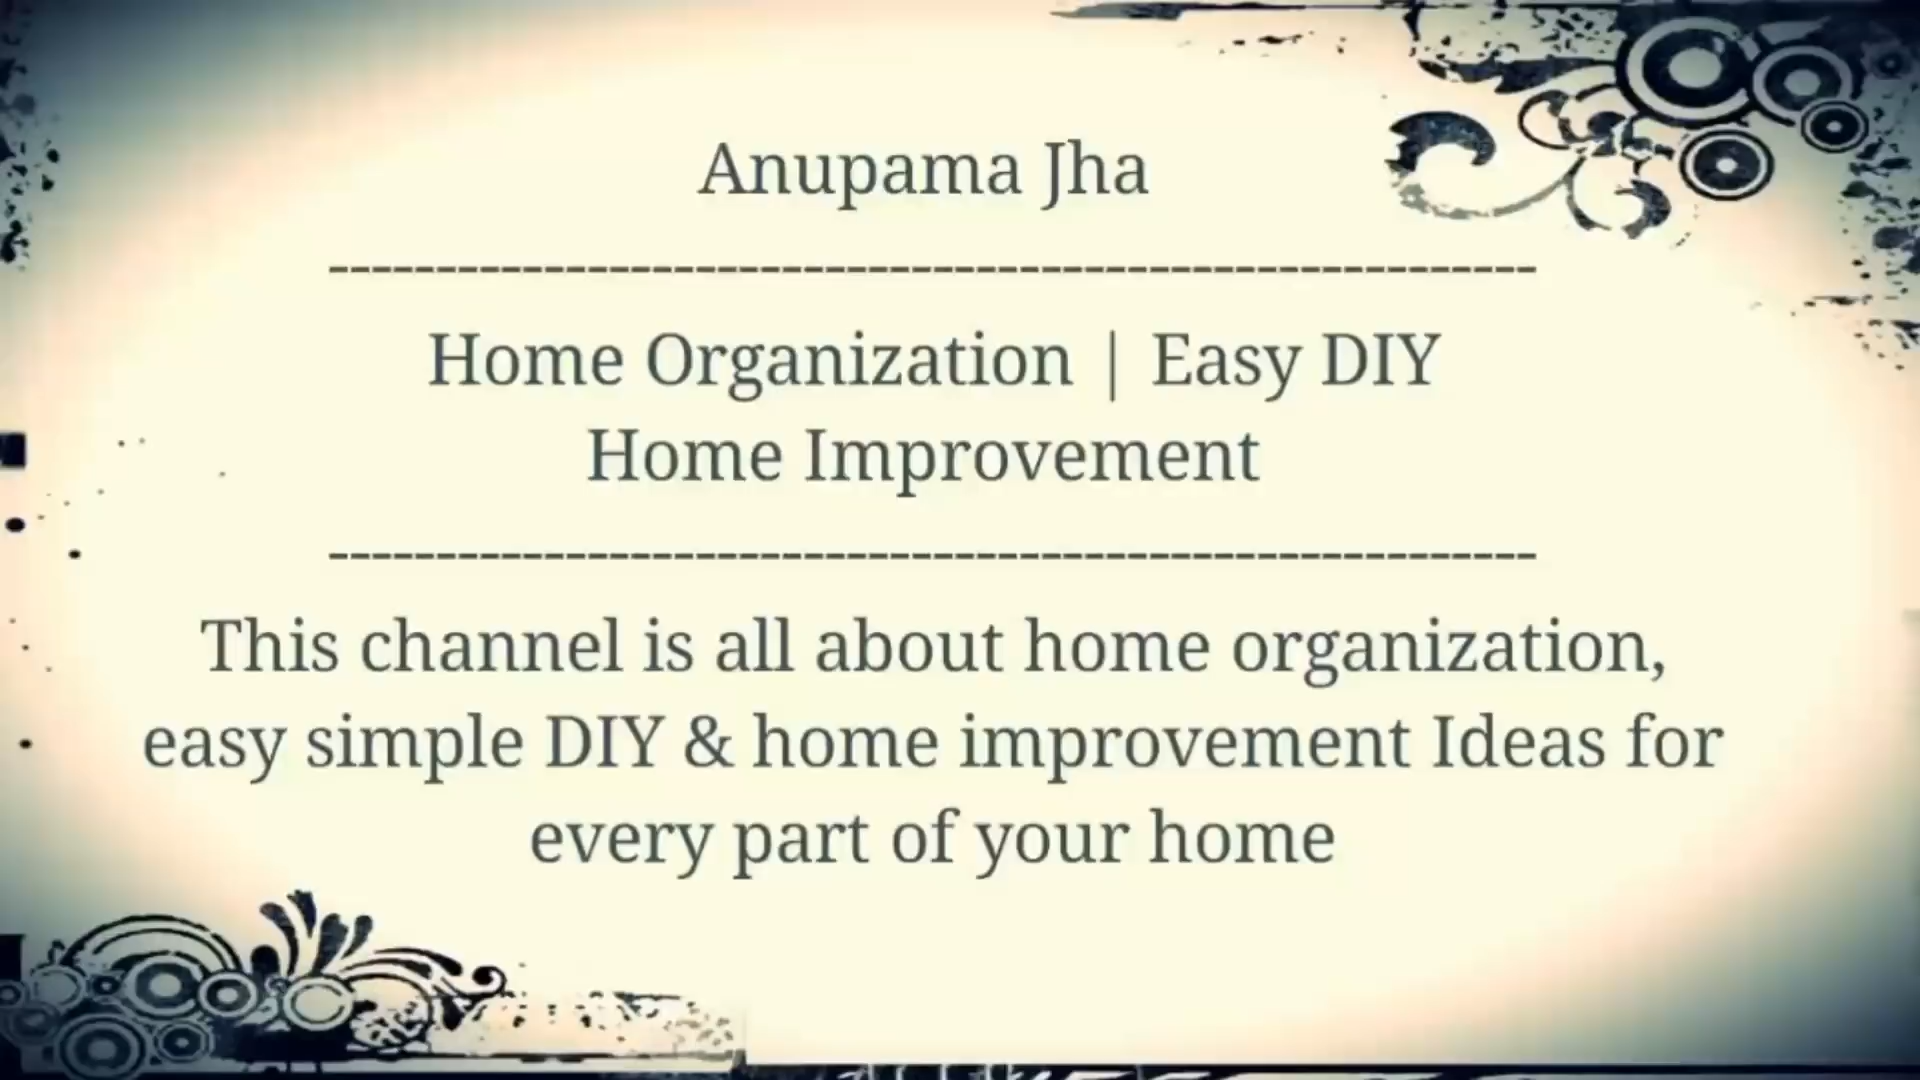 Anupama Jha
--------------------------------------------------------
Home Organization | Easy DIY
Home Improvement
--------------------------------------------------------
This channel is all about home organization,
easy simple DIY & home improvement Ideas for
every part of your home